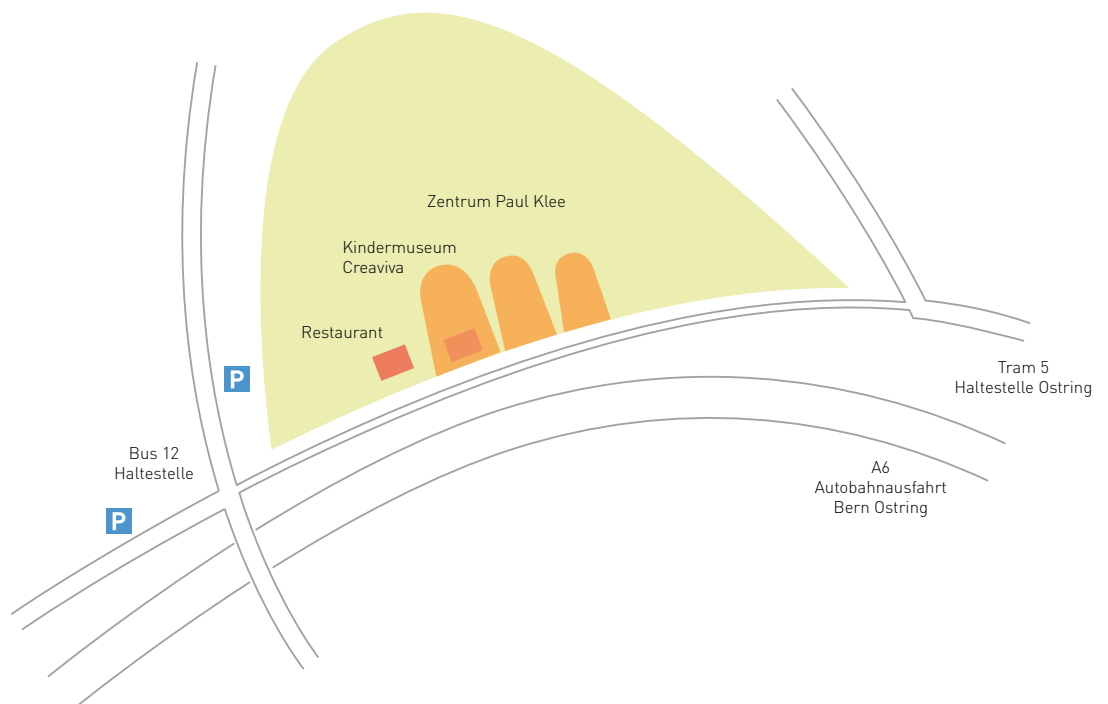 Zentrum Paul Klee
Kindermuseum
Creaviva
Restaurant
P
Tram 5
Haltestelle Ostring
Bus 12
Haltestelle
A6
Autobahnausfahrt
Bern Ostring
P